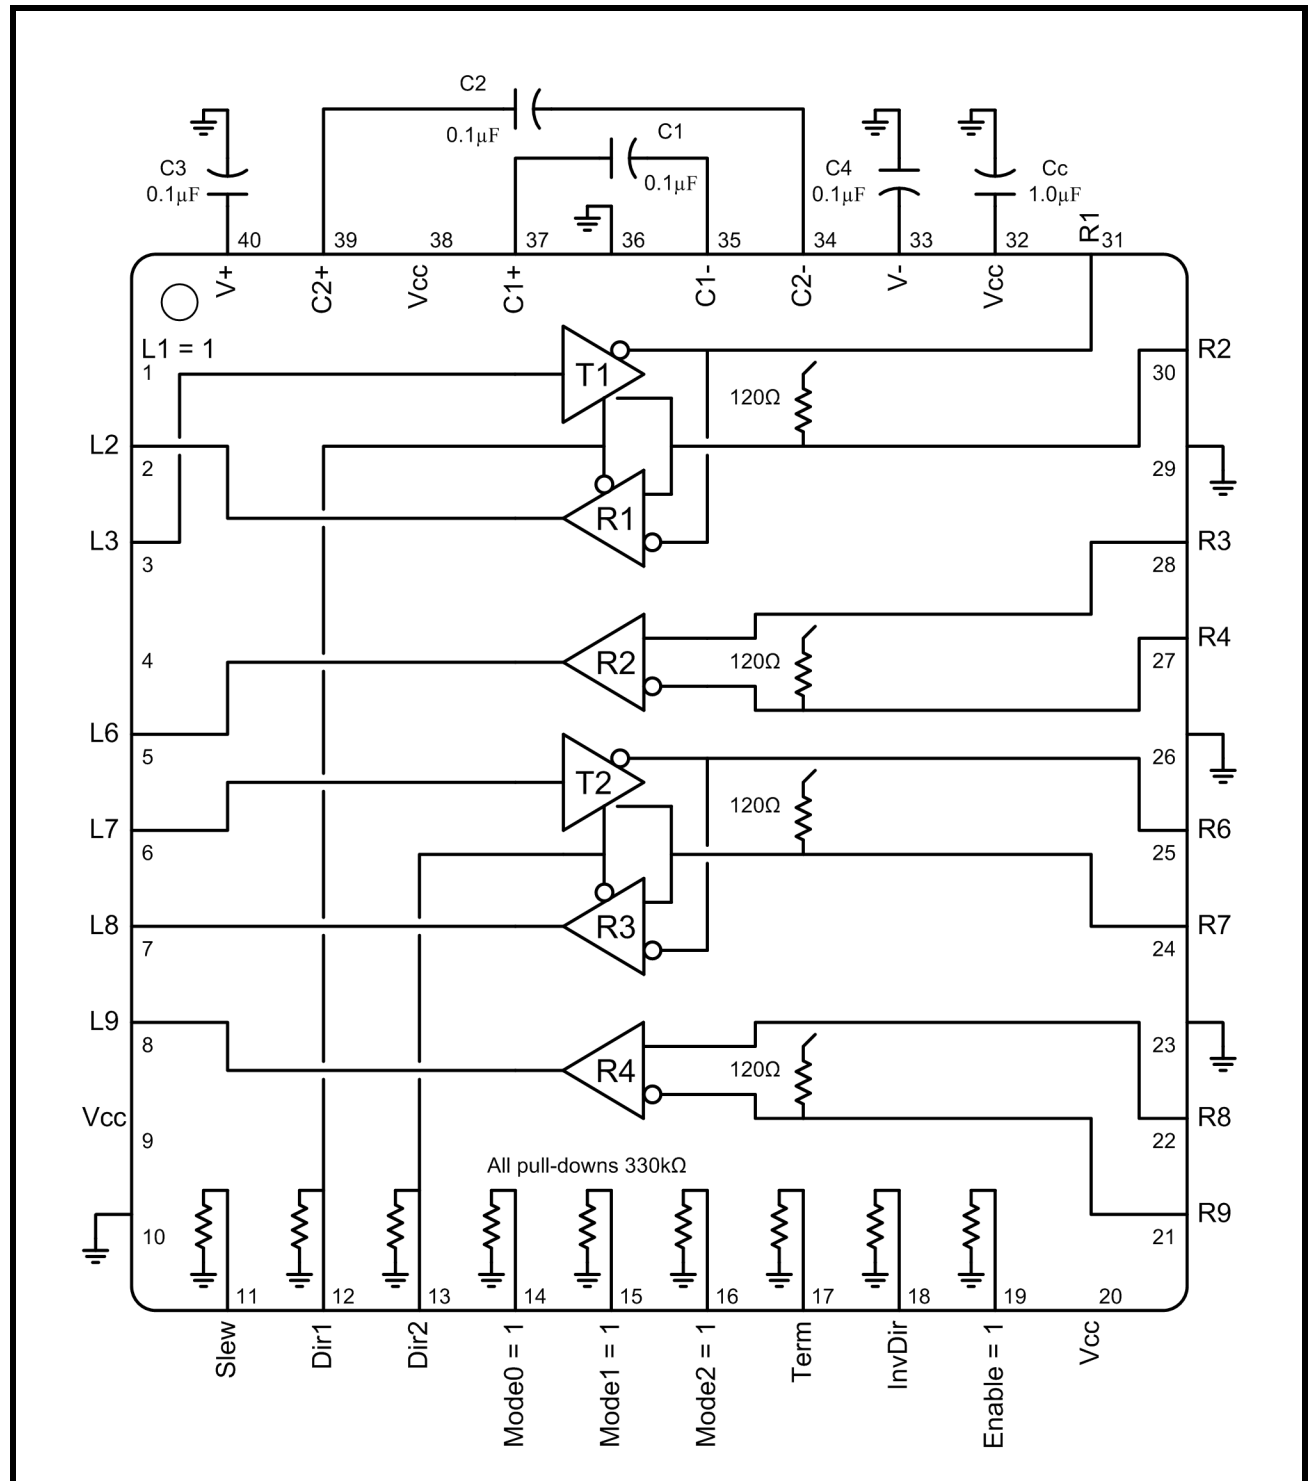 C2
0.1µF
C1
0.1µF
C3
0.1µF
C4
0.1µF
Cc
1.0µF
40 39 38 37 36 35 34 33 32 31
R1
V+ C2+ Vcc C1+ C1- C2- V- Vcc
L1 = 1
1
T1
120Ω
R2
30
L2
2
29
R1
L3
3
R3
28
4
R2
120Ω
R4
27
L6
5
26
T2
120Ω
L7
6
R6
25
L8
7
R3
R7
24
L9
8
23
R4
120Ω
Vcc
9
R8
22
All pull-downs 330kΩ
10
R9
21
11 12 13 14 15 16 17 18 19 20
Slew Dir1 Dir2 Mode0 = 1 Mode1 = 1 Mode2 = 1 Term InvDir Enable = 1 Vcc